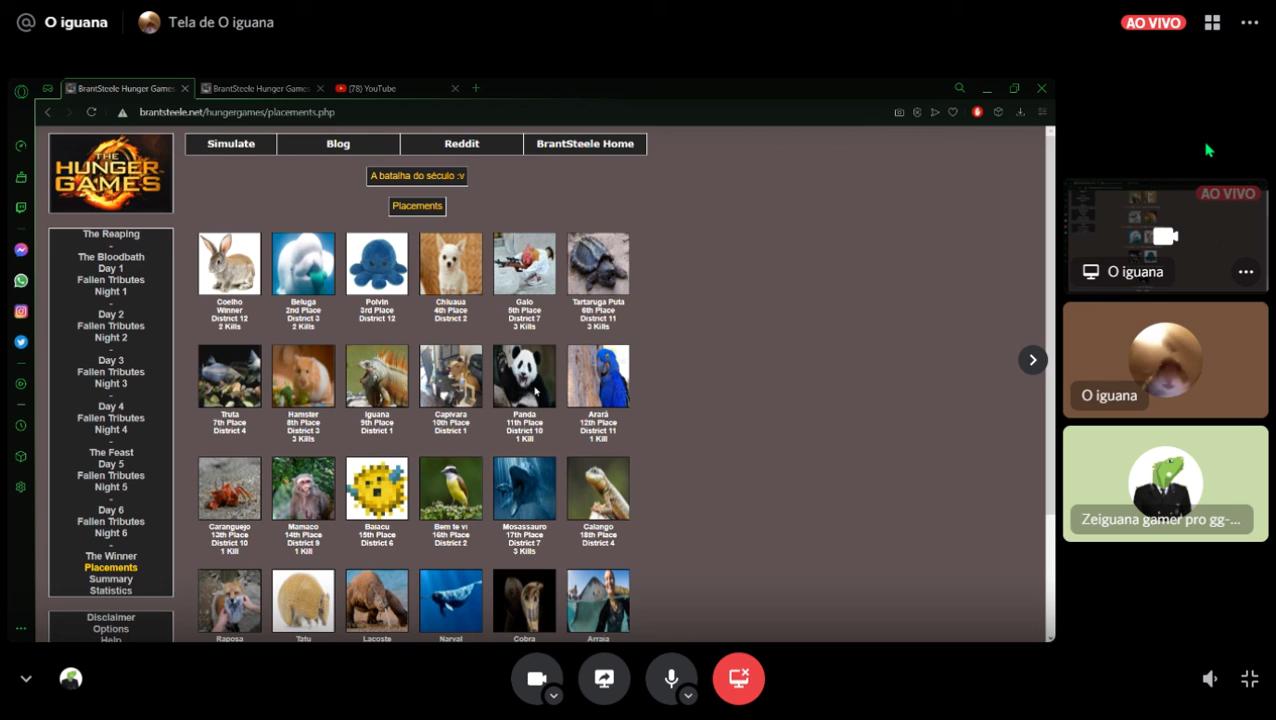 O iguana
Tela de O iguana
AO VIVO
BrantSteele Hunger Games
BrantSteele Hunger Games
(78) YouTube
brantsteele.net/hungergames/placements.php
THE HUNGER GAMES
Simulate
Blog
Reddit
BrantSteele Home
A batalha do século :v
Placements
The Reaping
-
The Bloodbath
Day 1
Fallen Tributes
Night 1
-
Day 2
Fallen Tributes
Night 2
-
Day 3
Fallen Tributes
Night 3
-
Day 4
Fallen Tributes
Night 4
-
The Feast
Day 5
Fallen Tributes
Night 5
-
Day 6
Fallen Tributes
Night 6
The Winner
Placements
Summary
Statistics
Disclaimer
Options
Help
Coelho
Winner
District 12
2 Kills
Beluga
2nd Place
District 3
2 Kills
Polvin
3rd Place
District 12
Chiuaua
4th Place
District 2
Galo
5th Place
District 7
3 Kills
Tartaruga Puta
6th Place
District 11
3 Kills
Truta
7th Place
District 4
Hamster
8th Place
District 3
3 Kills
Iguana
9th Place
District 1
Capivara
10th Place
District 1
Panda
11th Place
District 10
1 Kill
Arará
12th Place
District 11
1 Kill
Caranguejo
13th Place
District 10
1 Kill
Mamaco
14th Place
District 9
1 Kill
Baiacu
15th Place
District 6
Bem te vi
16th Place
District 2
Mosassauro
17th Place
District 7
3 Kills
Calango
18th Place
District 4
Raposa
Tatu
Lacoste
Narval
Cobra
Arraia
AO VIVO
O iguana
O iguana
Zeiguana gamer pro gg-...